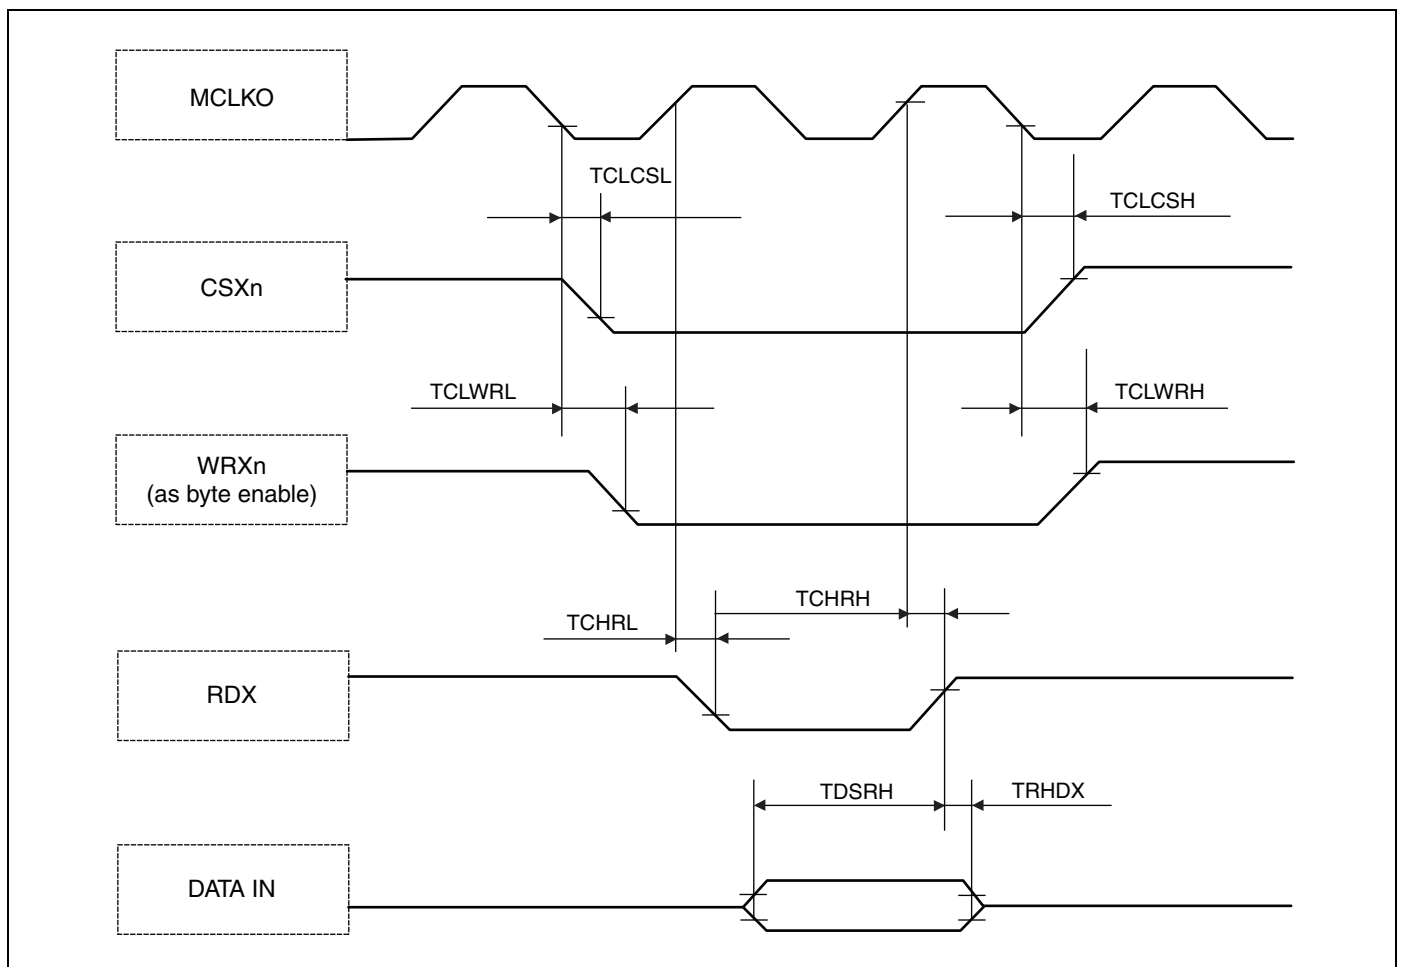 MCLKO
TCLCSL
TCLCSH
CSXn
TCLWRL
TCLWRH
WRXn
(as byte enable)
TCHRH
TCHRL
RDX
TDSRH
TRHDX
DATA IN